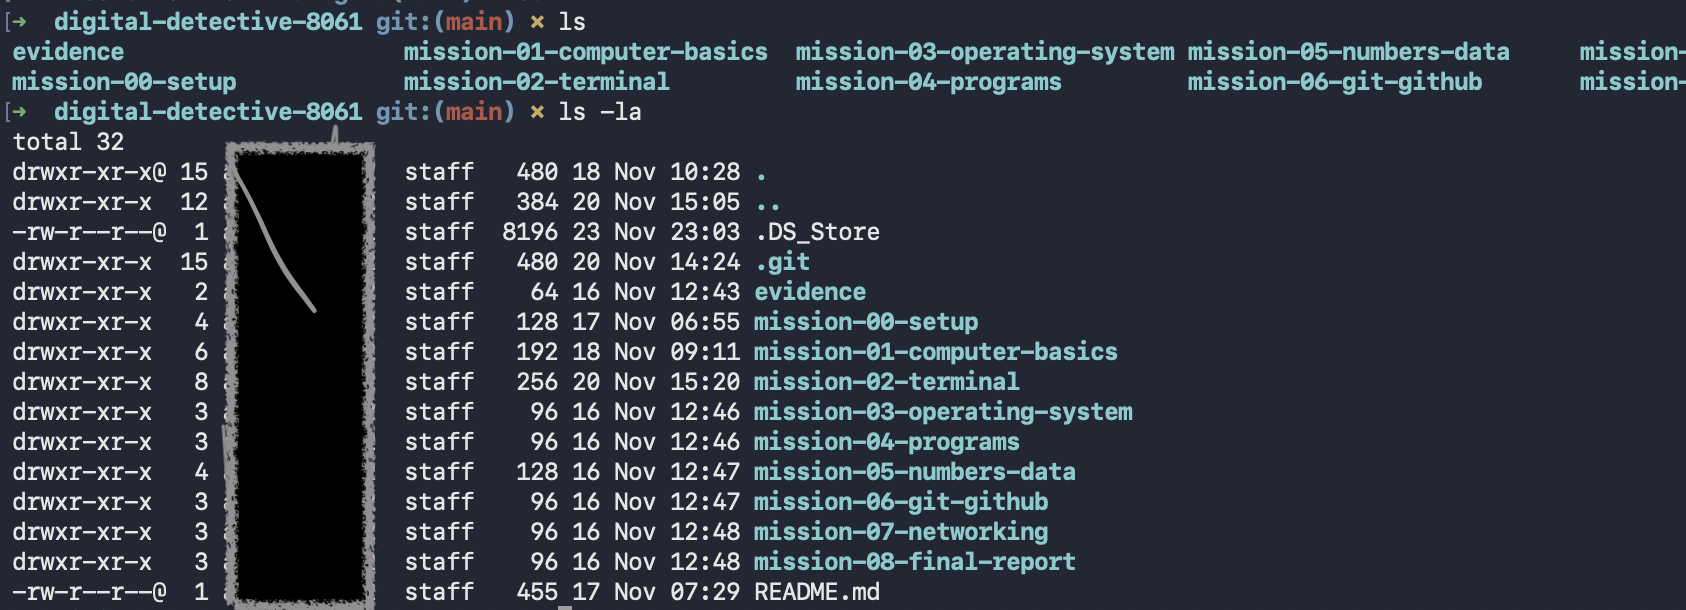 [➜ digital-detective-8061 git:(main) ✗ ls
evidence mission-01-computer-basics mission-03-operating-system mission-05-numbers-data mission-
mission-00-setup mission-02-terminal mission-04-programs mission-06-git-github mission-
[➜ digital-detective-8061 git:(main) ✗ ls -la
total 32
drwxr-xr-x@ 15 staff 480 18 Nov 10:28 .
drwxr-xr-x 12 staff 384 20 Nov 15:05 ..
-rw-r--r--@ 1 staff 8196 23 Nov 23:03 .DS_Store
drwxr-xr-x 15 staff 480 20 Nov 14:24 .git
drwxr-xr-x 2 staff 64 16 Nov 12:43 evidence
drwxr-xr-x 4 staff 128 17 Nov 06:55 mission-00-setup
drwxr-xr-x 6 staff 192 18 Nov 09:11 mission-01-computer-basics
drwxr-xr-x 8 staff 256 20 Nov 15:20 mission-02-terminal
drwxr-xr-x 3 staff 96 16 Nov 12:46 mission-03-operating-system
drwxr-xr-x 3 staff 96 16 Nov 12:46 mission-04-programs
drwxr-xr-x 4 staff 128 16 Nov 12:47 mission-05-numbers-data
drwxr-xr-x 3 staff 96 16 Nov 12:47 mission-06-git-github
drwxr-xr-x 3 staff 96 16 Nov 12:48 mission-07-networking
drwxr-xr-x 3 staff 96 16 Nov 12:48 mission-08-final-report
-rw-r--r--@ 1 staff 455 17 Nov 07:29 README.md